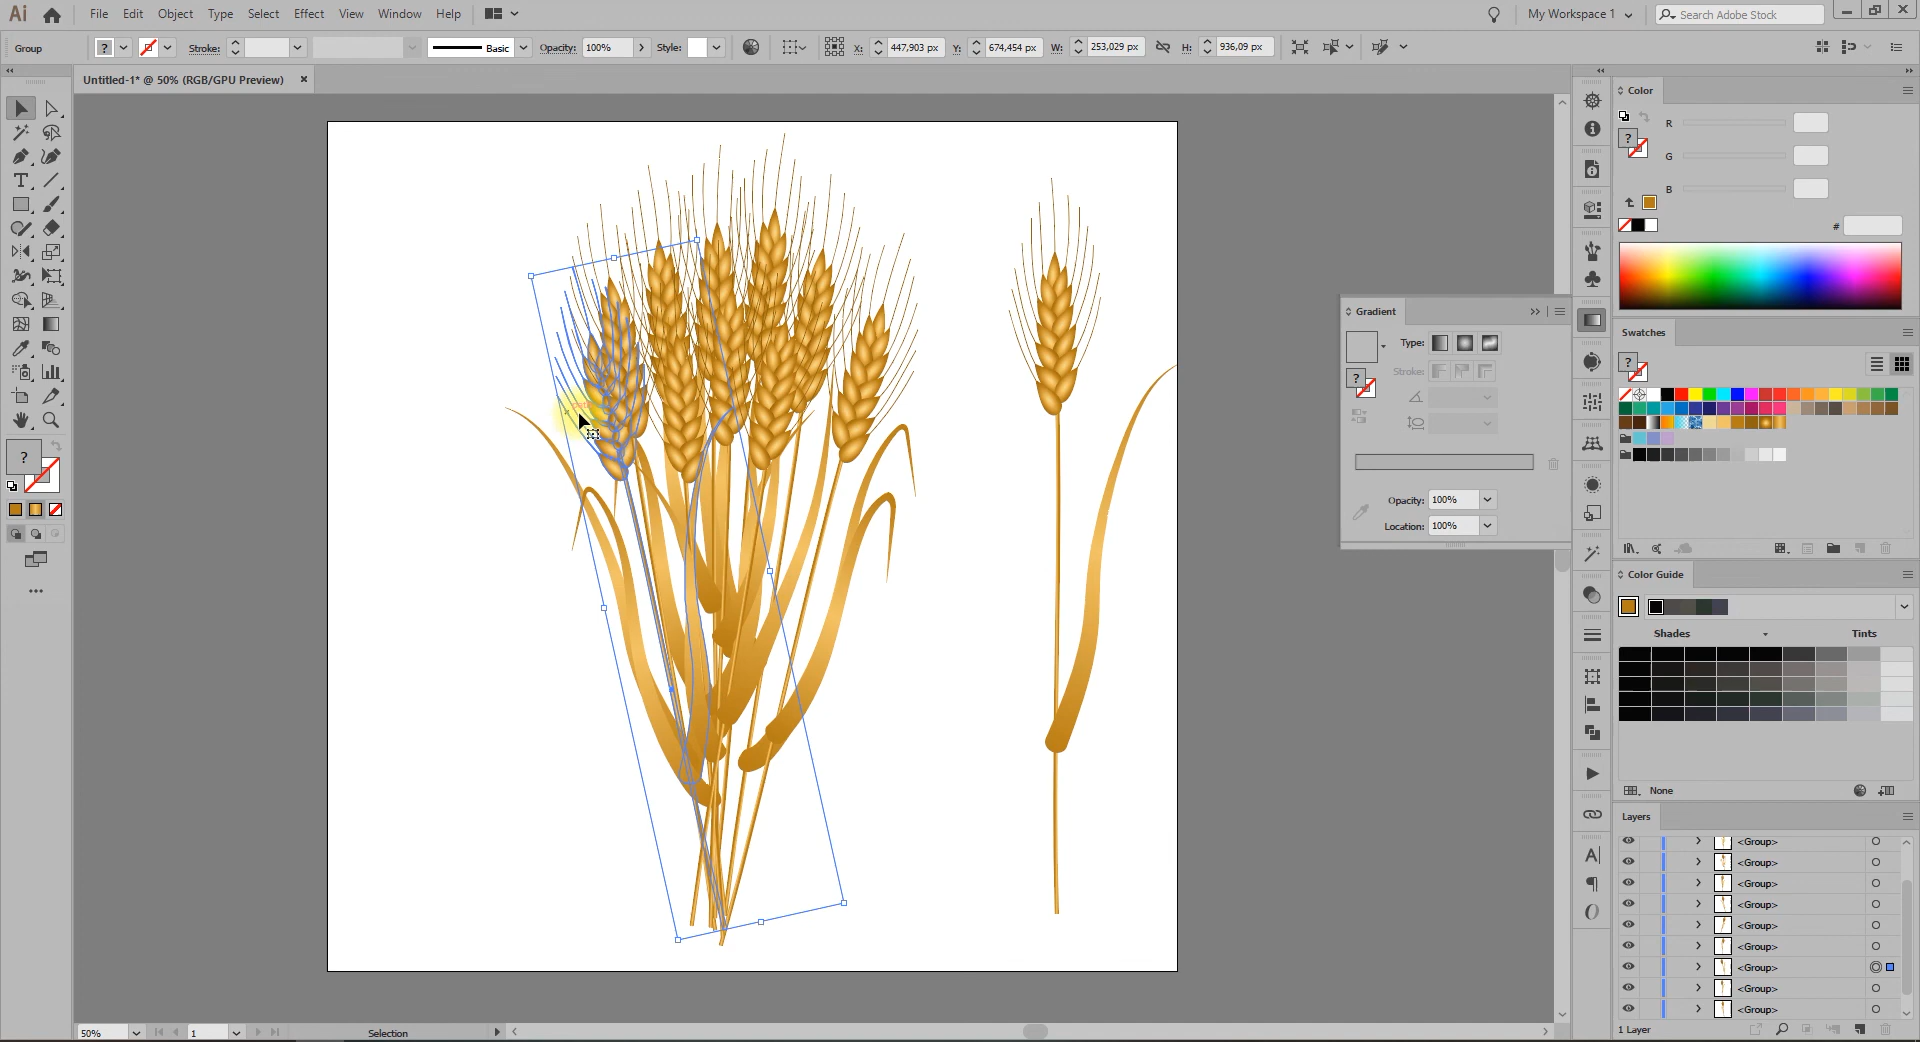 Ai File Edit Object Type Select Effect View Window Help My Workspace 1 Search Adobe Stock
Group ? Stroke: Basic Opacity: 100% Style: X: 447,903 px Y: 674,454 px W: 253,029 px H: 936,09 px
Untitled-1* @ 50% (RGB/GPU Preview)
Color
R
G
B
#
?
Gradient
Type:
Stroke:
Opacity: 100%
Location: 100%
Swatches
Color Guide
Shades Tints
None
Layers
<Group>
<Group>
<Group>
<Group>
<Group>
<Group>
<Group>
<Group>
<Group>
1 Layer
50% 1 Selection